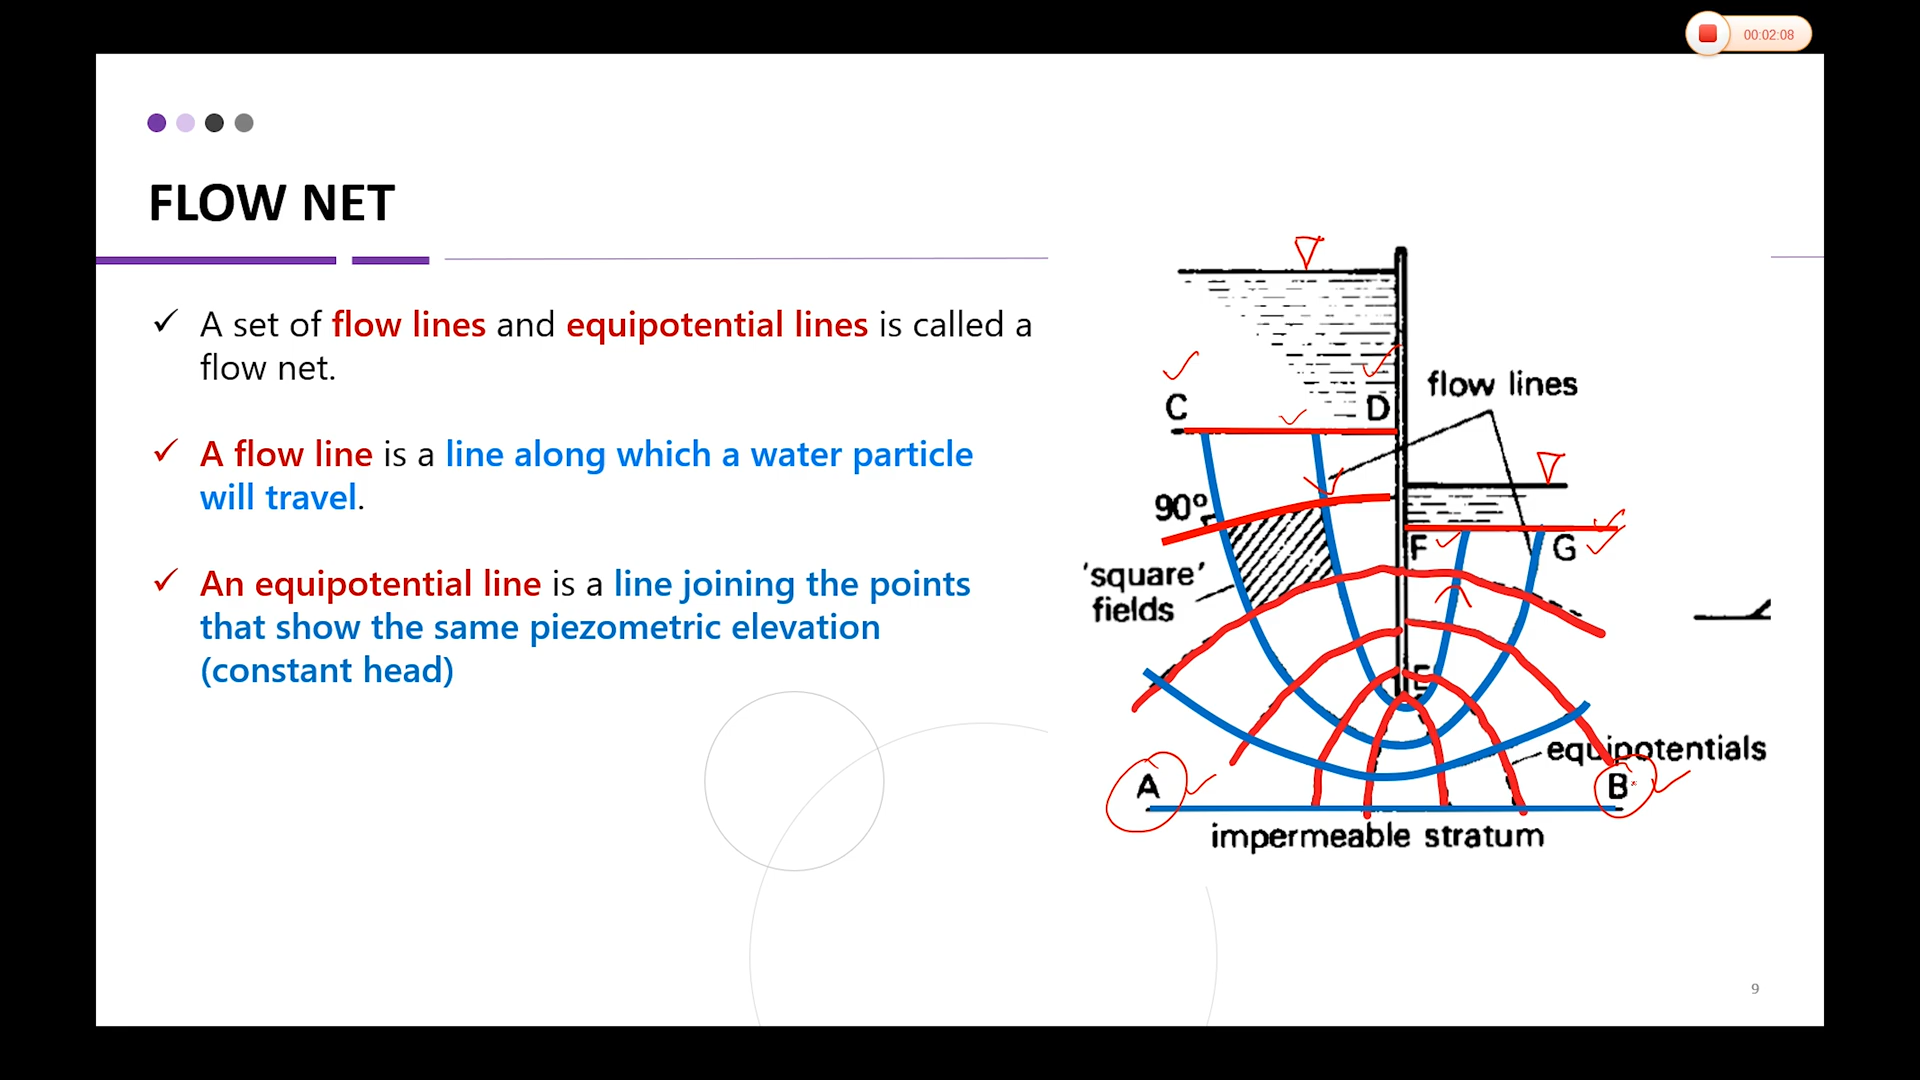 00:02:08
FLOW NET
✓ A set of flow lines and equipotential lines is called a
flow net.
✓ A flow line is a line along which a water particle
will travel.
✓ An equipotential line is a line joining the points
that show the same piezometric elevation
(constant head)
C
D
flow lines
90°
F
G
'square'
fields
E
equipotentials
A
B
impermeable stratum
9